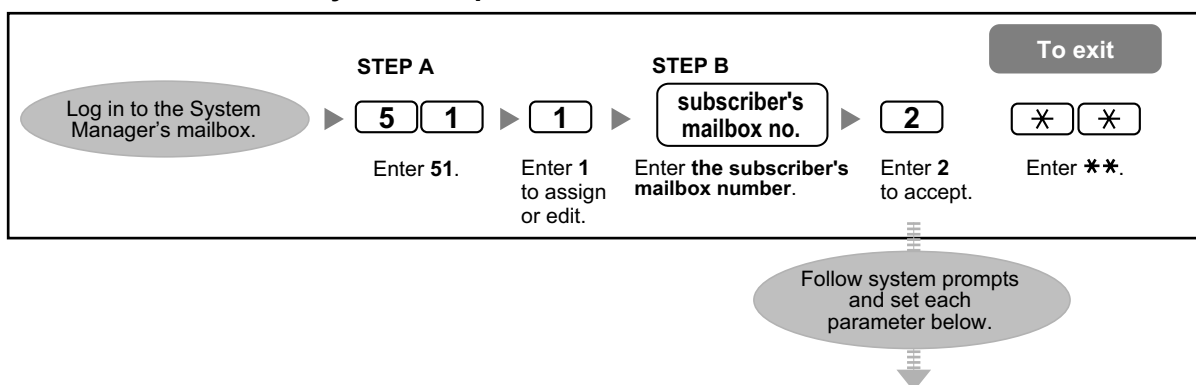 To exit
STEP A
STEP B
Log in to the System
Manager's mailbox.
5 1
1
subscriber's
mailbox no.
2
* *
Enter 51.
Enter 1
to assign
or edit.
Enter the subscriber's
mailbox number.
Enter 2
to accept.
Enter **.
Follow system prompts
and set each
parameter below.